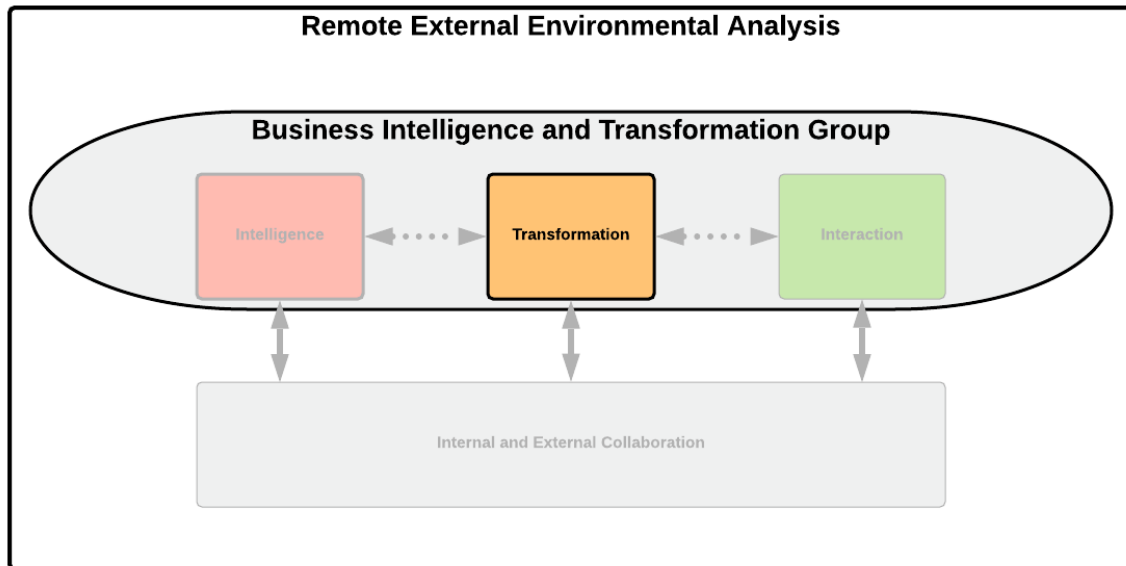 Remote External Environmental Analysis
Business Intelligence and Transformation Group
Intelligence
Transformation
Interaction
Internal and External Collaboration